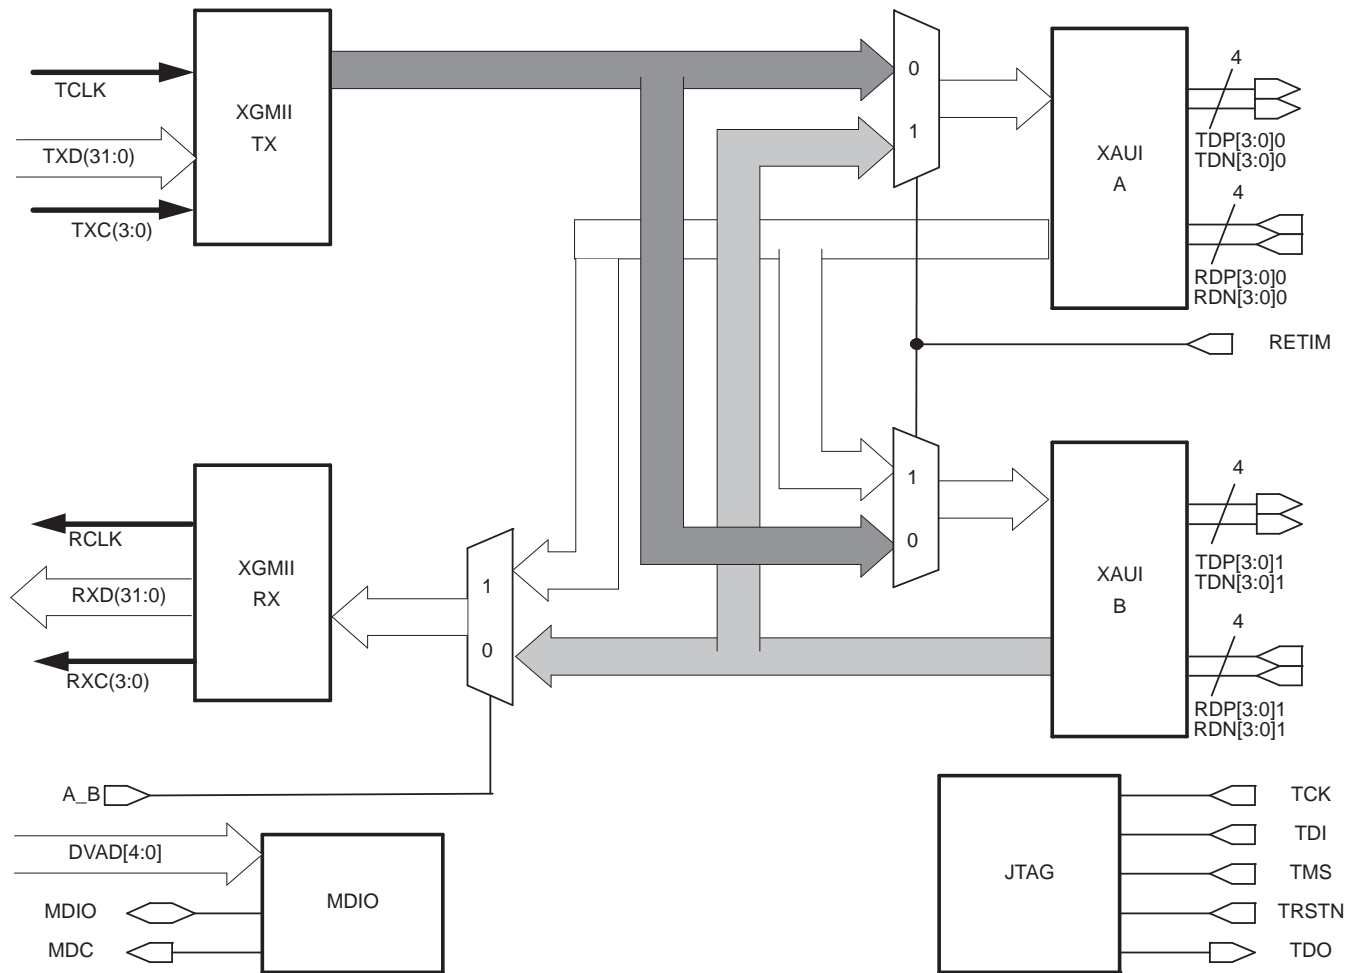 TCLK
TXD(31:0)
TXC(3:0)
XGMII
TX
0
1
XAUI
A
4
TDP[3:0]0
TDN[3:0]0
4
RDP[3:0]0
RDN[3:0]0
RETIM
RCLK
RXD(31:0)
RXC(3:0)
XGMII
RX
1
0
1
0
XAUI
B
4
TDP[3:0]1
TDN[3:0]1
4
RDP[3:0]1
RDN[3:0]1
A_B
DVAD[4:0]
MDIO
MDC
MDIO
JTAG
TCK
TDI
TMS
TRSTN
TDO